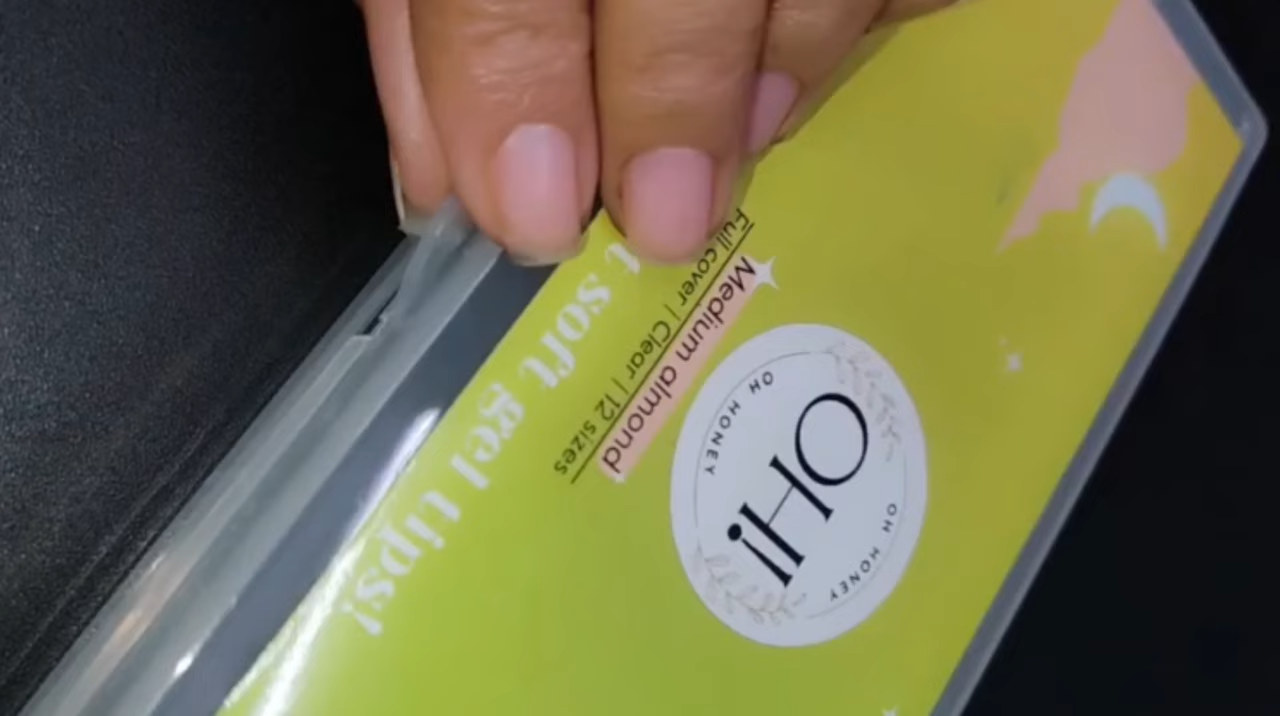 OH HONEY
OH!
OH HONEY
Medium almond
Full cover | Clear | 12 sizes
soft gel tips!